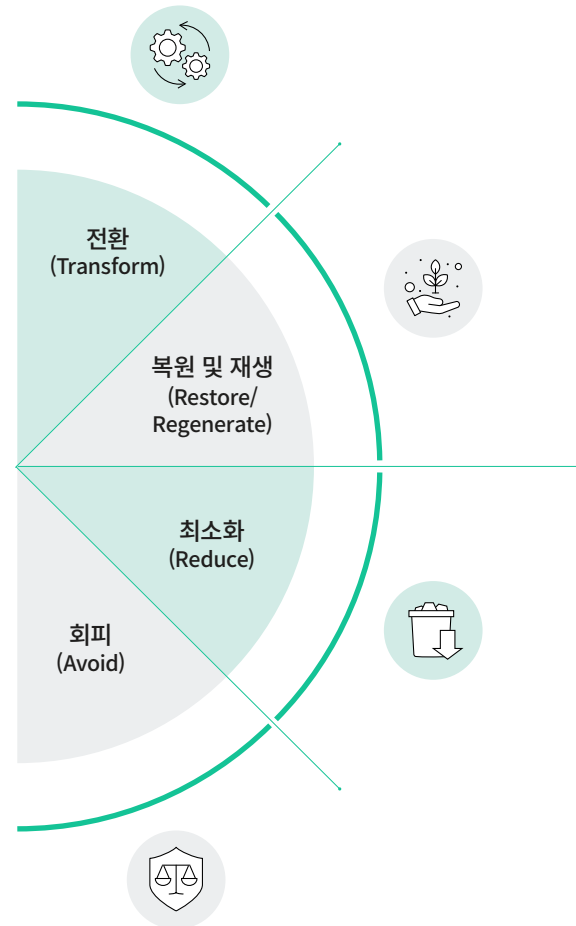 전환
(Transform)
복원 및 재생
(Restore/
Regenerate)
최소화
(Reduce)
회피
(Avoid)